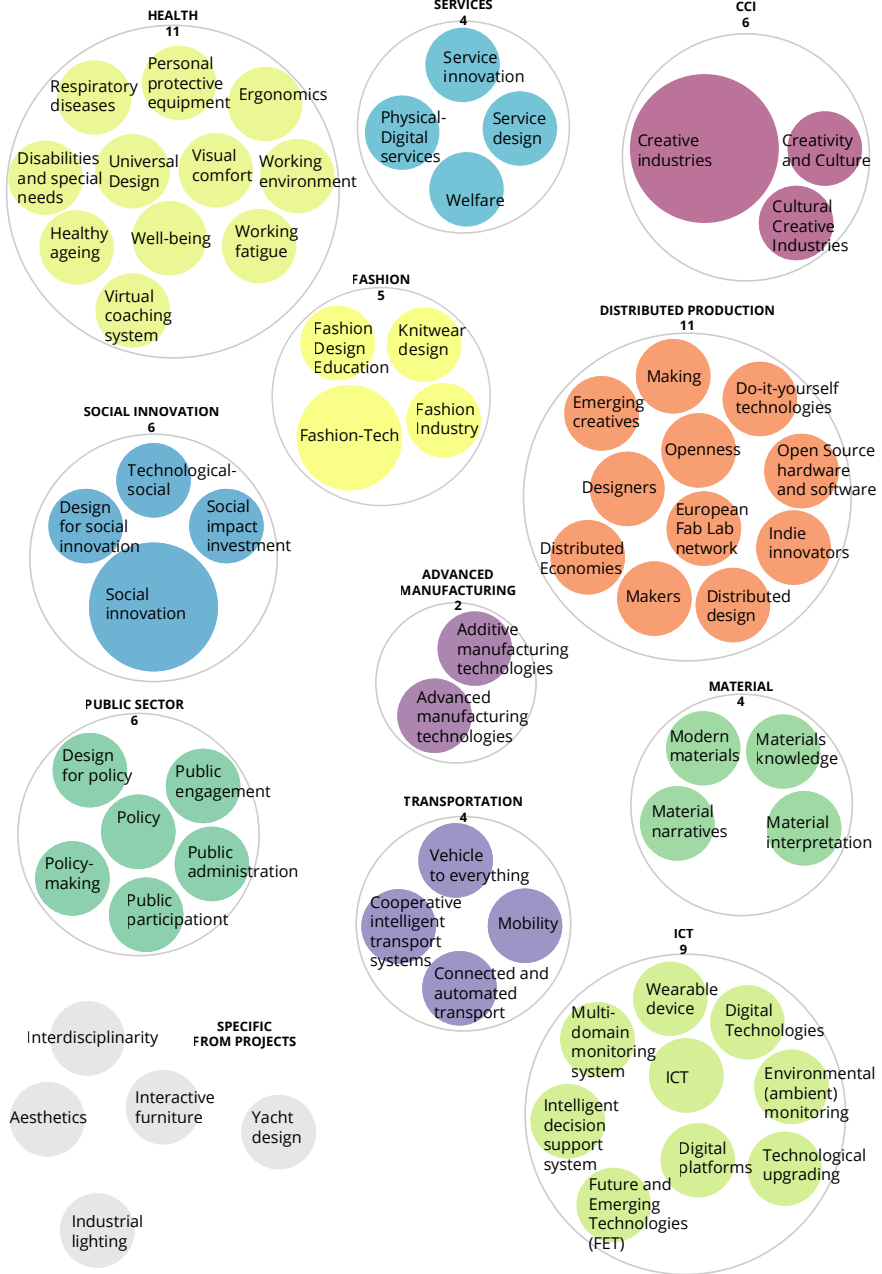 HEALTH
11
Respiratory
diseases
Personal
protective
equipment
Ergonomics
Disabilities
and special
needs
Universal
Design
Visual
comfort
Working
environment
Healthy
ageing
Well-being
Working
fatigue
Virtual
coaching
system
SERVICES
4
Service
innovation
Physical-
Digital
services
Service
design
Welfare
CCI
6
Creative
industries
Creativity
and Culture
Cultural
Creative
Industries
FASHION
5
Fashion
Design
Education
Knitwear
design
Fashion-Tech
Fashion
Industry
DISTRIBUTED PRODUCTION
11
Making
Do-it-yourself
technologies
Emerging
creatives
Openness
Open Source
hardware
and software
Designers
European
Fab Lab
network
Indie
innovators
Distributed
Economies
Makers
Distributed
design
SOCIAL INNOVATION
6
Technological-
social
Design
for social
innovation
Social
impact
investment
Social
innovation
ADVANCED
MANUFACTURING
2
Additive
manufacturing
technologies
Advanced
manufacturing
technologies
PUBLIC SECTOR
6
Design
for policy
Public
engagement
Policy
Policy-
making
Public
administration
Public
participationt
MATERIAL
4
Modern
materials
Materials
knowledge
Material
narratives
Material
interpretation
TRANSPORTATION
4
Vehicle
to everything
Cooperative
intelligent
transport
systems
Mobility
Connected and
automated
transport
ICT
9
Wearable
device
Multi-
domain
monitoring
system
Digital
Technologies
ICT
Environmental
(ambient)
monitoring
Intelligent
decision
support
system
Digital
platforms
Technological
upgrading
Future and
Emerging
Technologies
(FET)
SPECIFIC
FROM PROJECTS
Interdisciplinarity
Aesthetics
Interactive
furniture
Yacht
design
Industrial
lighting